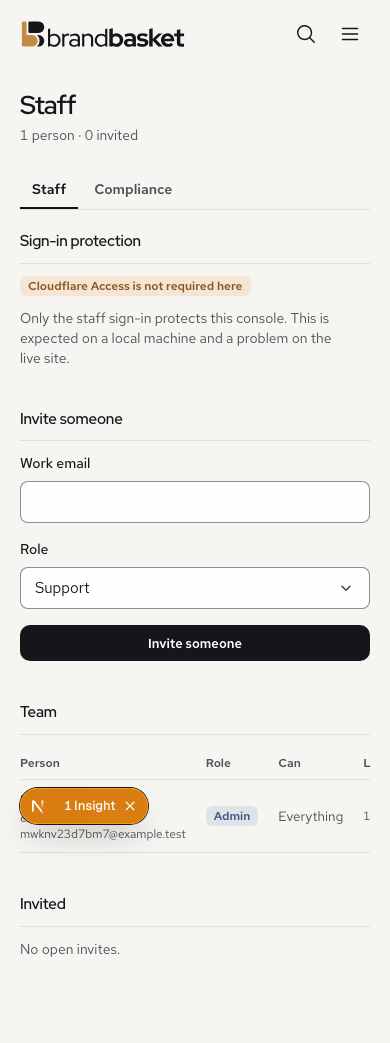 brandbasket
Staff
1 person · 0 invited
Staff Compliance
Sign-in protection
Cloudflare Access is not required here
Only the staff sign-in protects this console. This is
expected on a local machine and a problem on the
live site.
Invite someone
Work email
Role
Support
Invite someone
Team
Person Role Can L
1 Insight
Admin Everything 1
mwknv23d7bm7@example.test
Invited
No open invites.